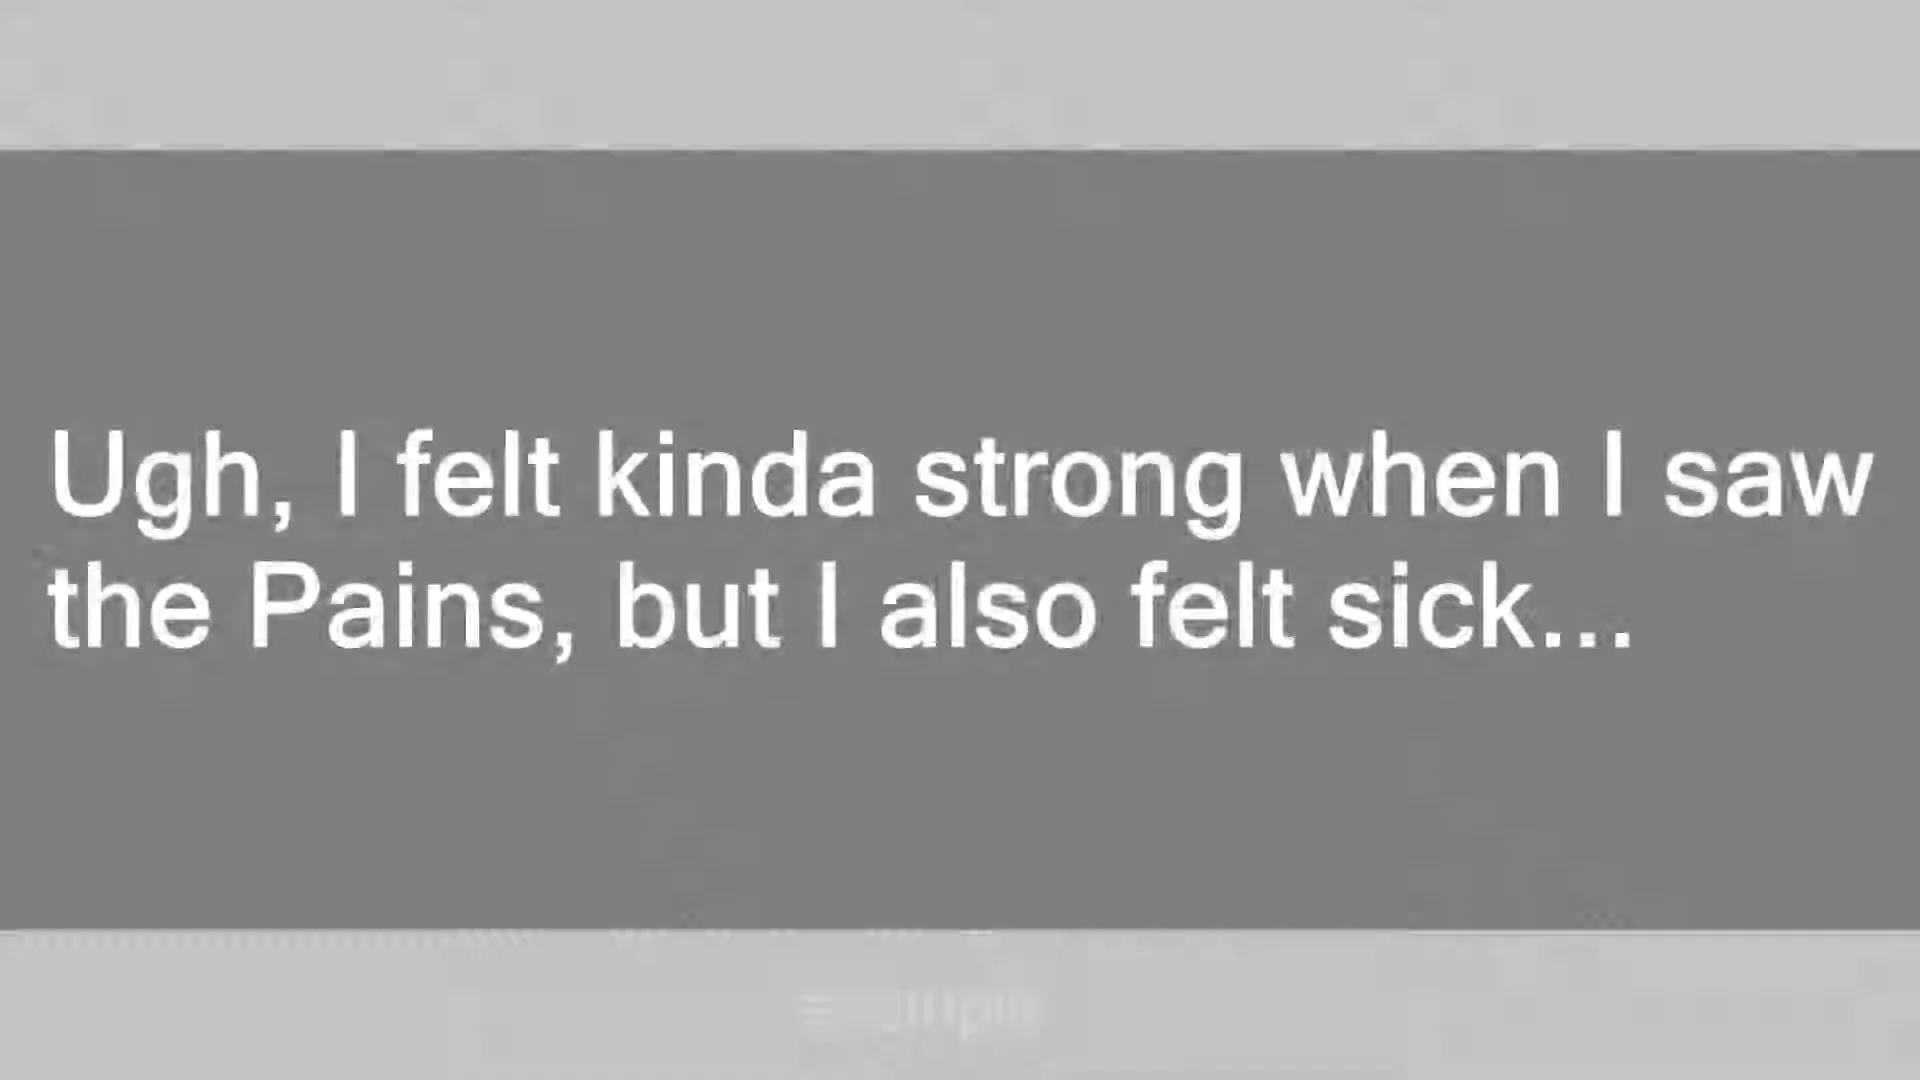 Ugh, I felt kinda strong when I saw
the Pains, but I also felt sick...